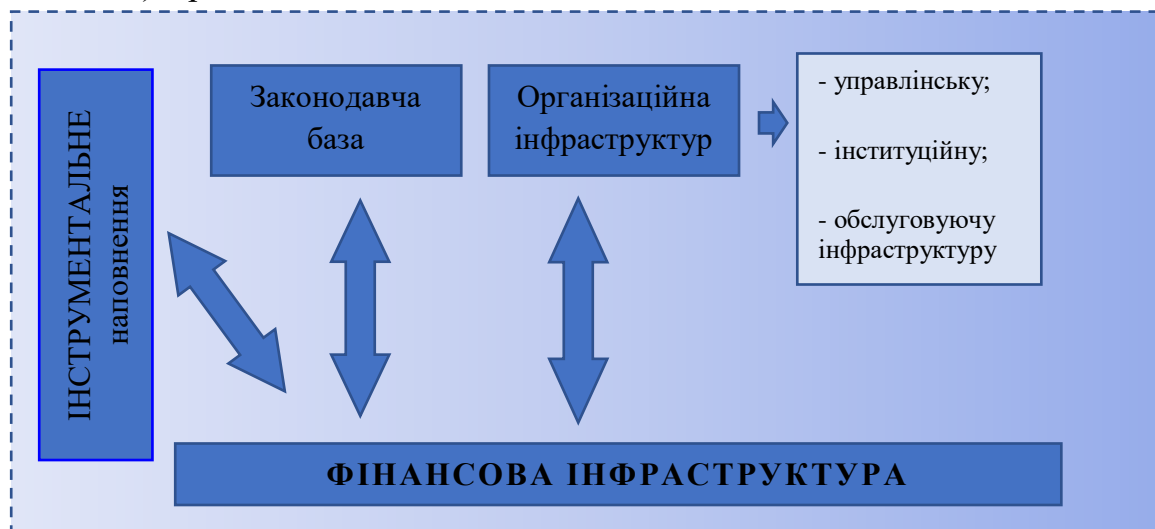 ІНСТРУМЕНТАЛЬНЕ
наповнення
Законодавча
база
Організаційна
інфраструктур
- управлінську;
- інституційну;
- обслуговуючу
інфраструктуру
ФІНАНСОВА ІНФРАСТРУКТУРА